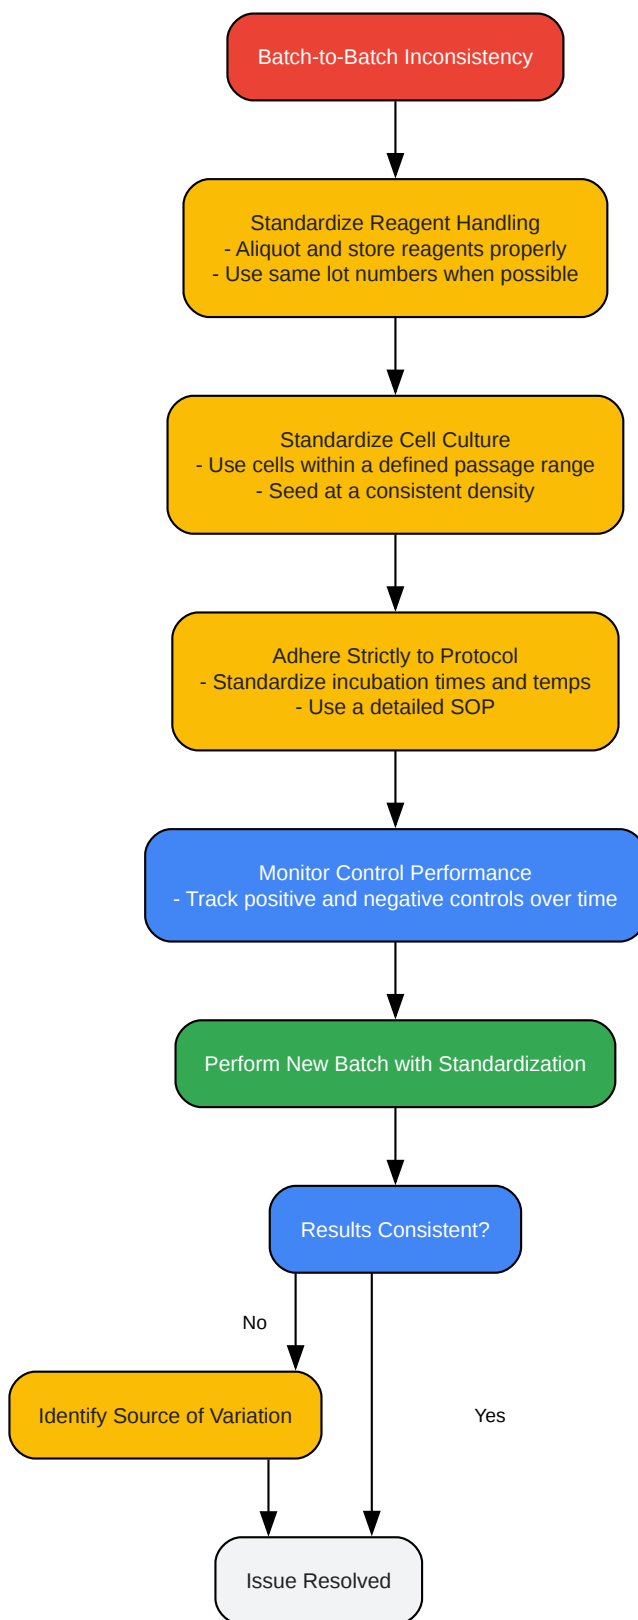 Batch-to-Batch Inconsistency
Standardize Reagent Handling
- Aliquot and store reagents properly
- Use same lot numbers when possible
Standardize Cell Culture
- Use cells within a defined passage range
- Seed at a consistent density
Adhere Strictly to Protocol
- Standardize incubation times and temps
- Use a detailed SOP
Monitor Control Performance
- Track positive and negative controls over time
Perform New Batch with Standardization
Results Consistent?
No
Identify Source of Variation
Yes
Issue Resolved